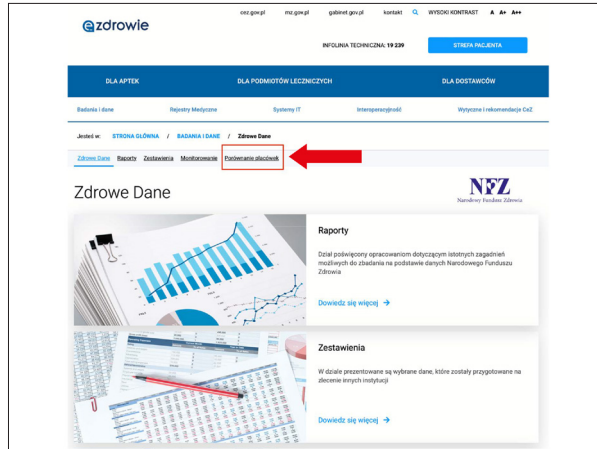 cez.gov.pl mz.gov.pl gabinet.gov.pl kontakt WYSOKI KONTRAST A A+ A++
ezdrowie
INFOLINIA TECHNICZNA: 19 239 STREFA PACJENTA
DLA APTEK DLA PODMIOTÓW LECZNICZYCH DLA DOSTAWCÓW
Badania i dane Rejestry Medyczne Systemy IT Interoperacyjność Wytyczne i rekomendacje CeZ
Jesteś w: STRONA GŁÓWNA / BADANIA I DANE / Zdrowe Dane
Zdrowe Dane Raporty Zestawienia Monitorowanie Porównanie placówek
Zdrowe Dane
NFZ
Narodowy Fundusz Zdrowia
Raporty
Dział poświęcony opracowaniom dotyczącym istotnych zagadnień
możliwych do zbadania na podstawie danych Narodowego Funduszu
Zdrowia
Dowiedz się więcej →
Zestawienia
W dziale prezentowane są wybrane dane, które zostały przygotowane na
zlecenie innych instytucji
Dowiedz się więcej →